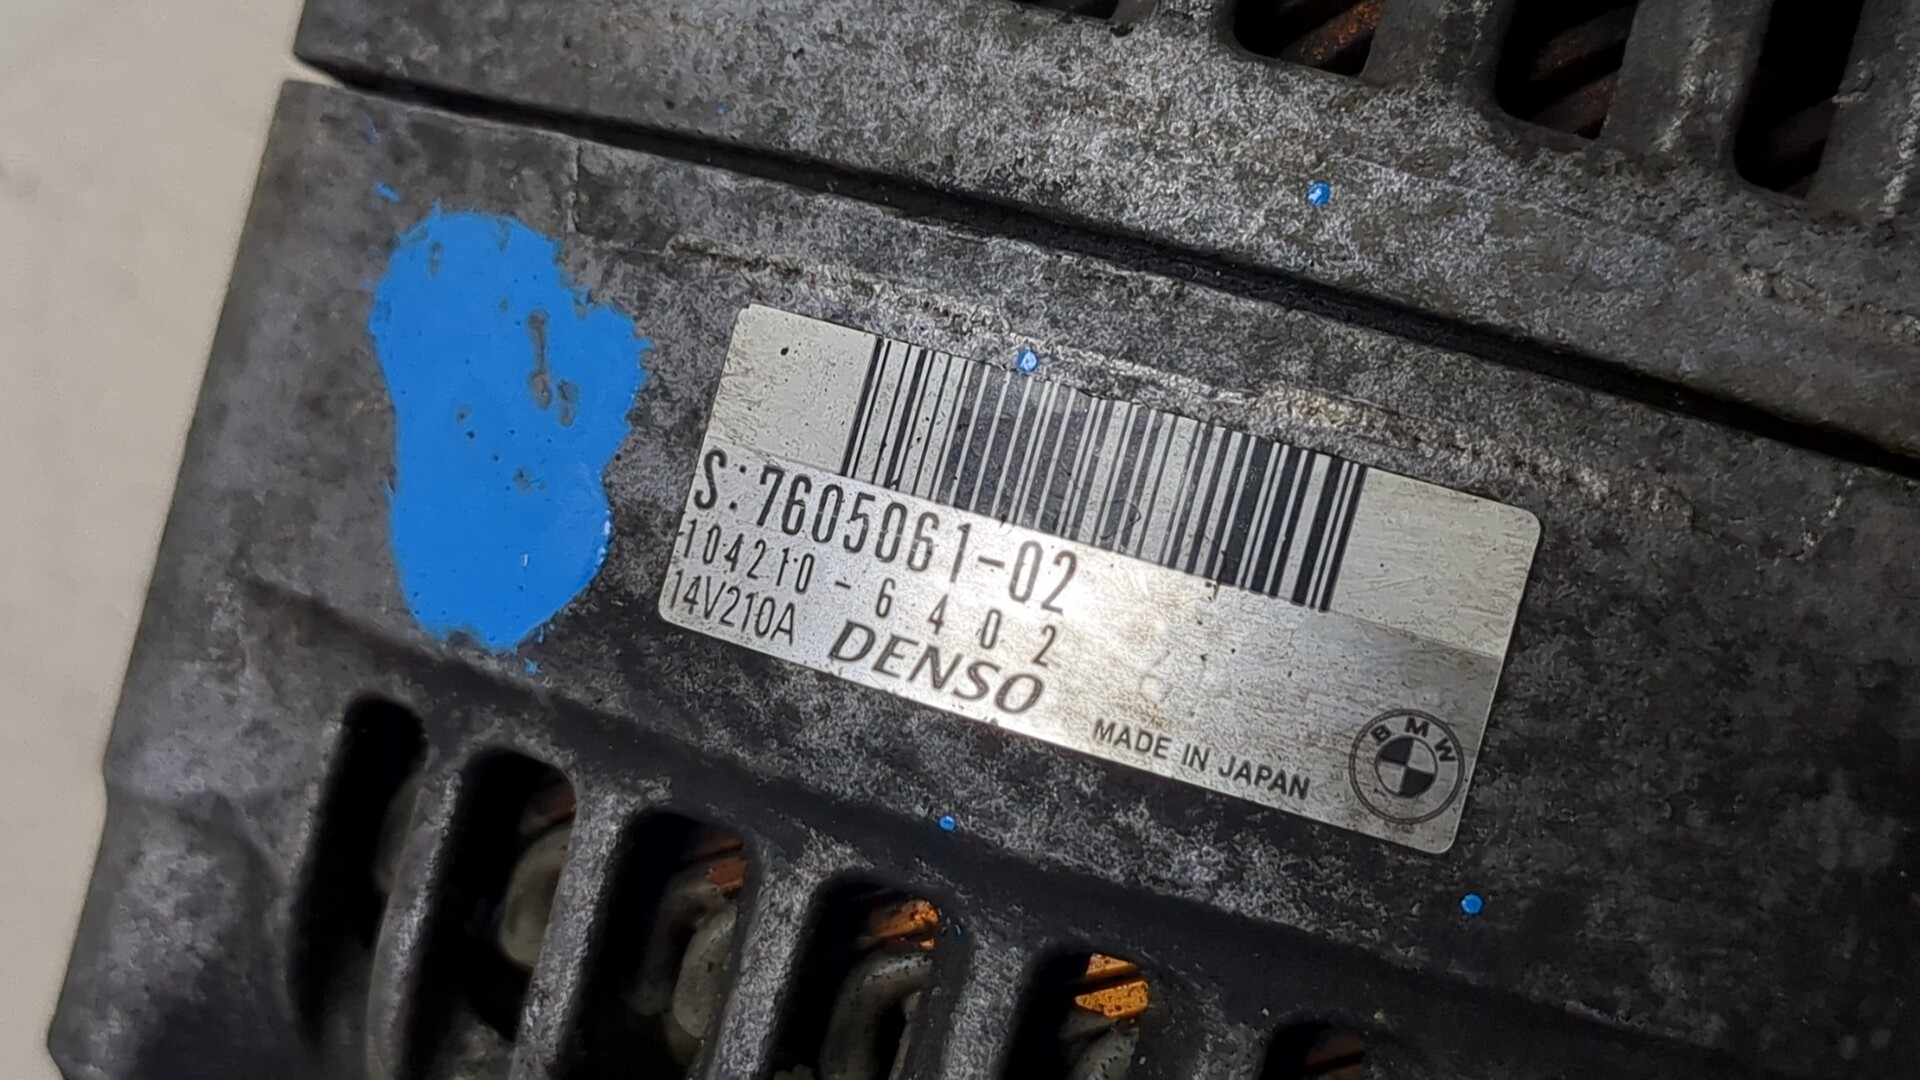 S:7605061-02
104210-6402
14V210A
DENSO
MADE IN JAPAN
BMW